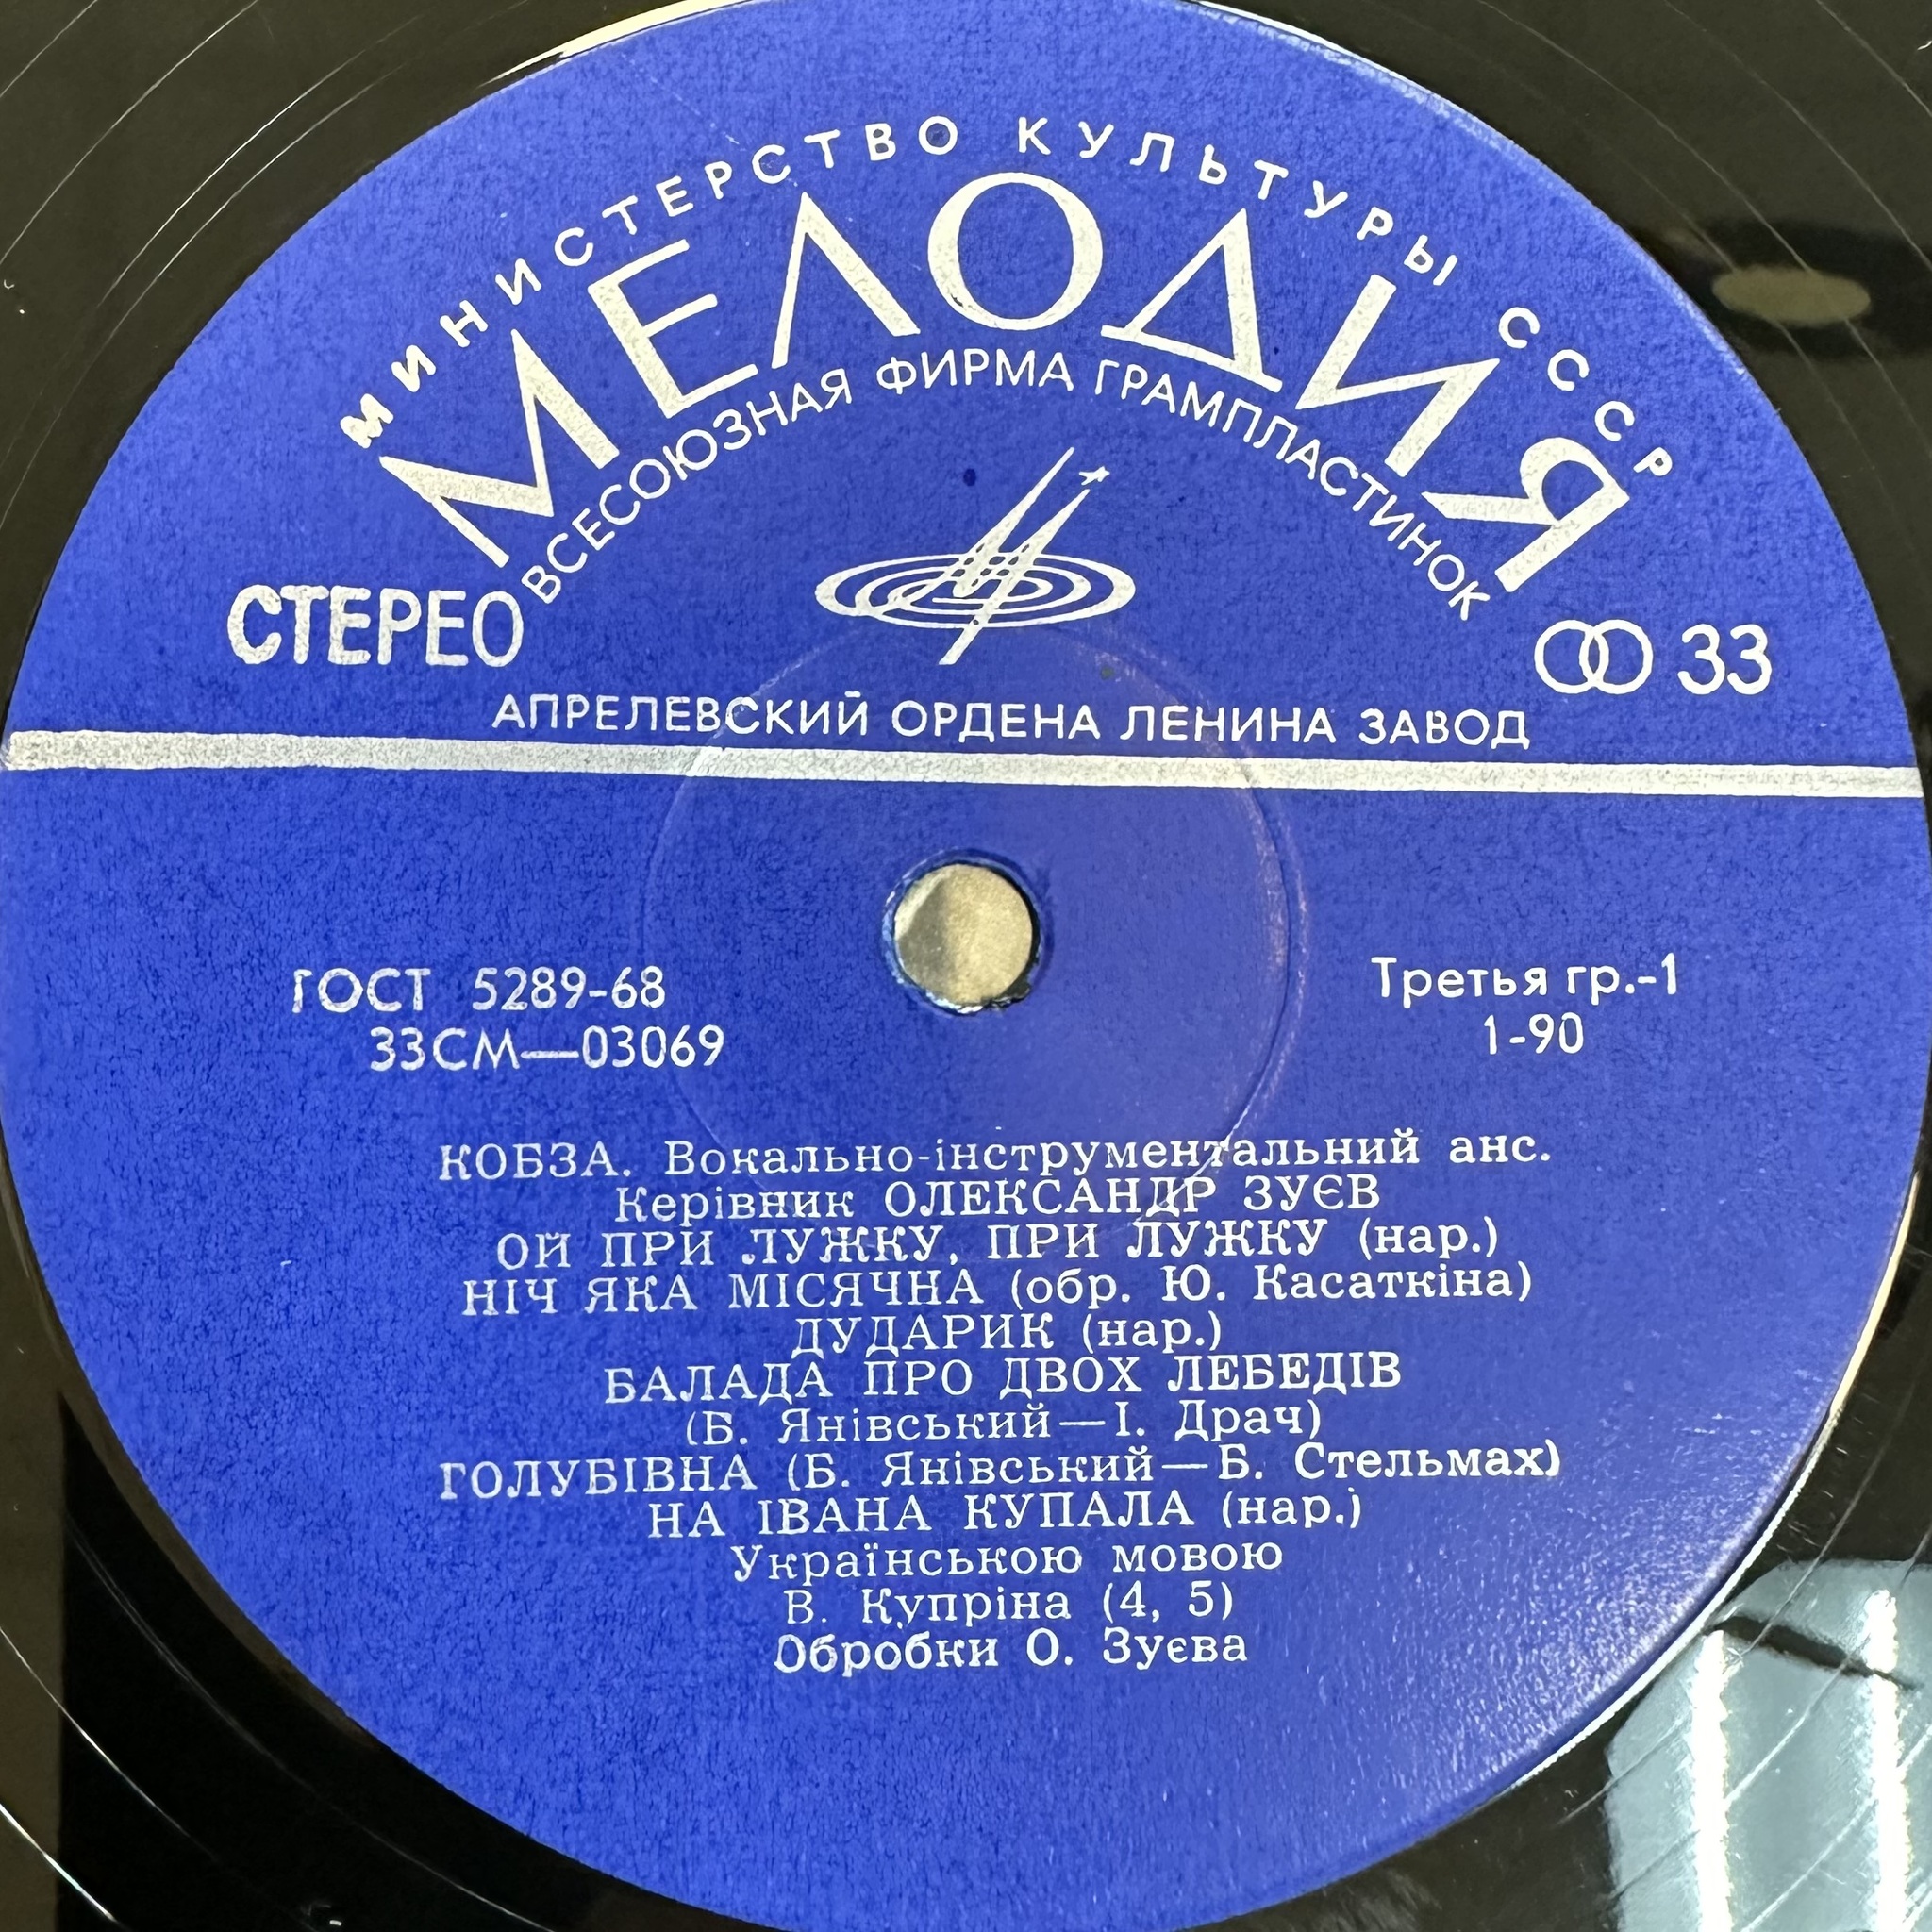 МИНИСТЕРСТВО КУЛЬТУРЫ СССР
МЕЛОДИЯ
ВСЕСОЮЗНАЯ ФИРМА ГРАМПЛАСТИНОК
СТЕРЕО
33
АПРЕЛЕВСКИЙ ОРДЕНА ЛЕНИНА ЗАВОД
ГОСТ 5289-68
33СМ—03069
Третья гр.-1
1-90
КОБЗА. Вокально-інструментальний анс.
Керівник ОЛЕКСАНДР ЗУЄВ
ОЙ ПРИ ЛУЖКУ, ПРИ ЛУЖКУ (нар.)
НІЧ ЯКА МІСЯЧНА (обр. Ю. Касаткіна)
ДУДАРИК (нар.)
БАЛАДА ПРО ДВОХ ЛЕБЕДІВ
(Б. Янівський—І. Драч)
ГОЛУБІВНА (Б. Янівський—Б. Стельмах)
НА ІВАНА КУПАЛА (нар.)
Українською мовою
В. Купріна (4, 5)
Обробки О. Зуєва